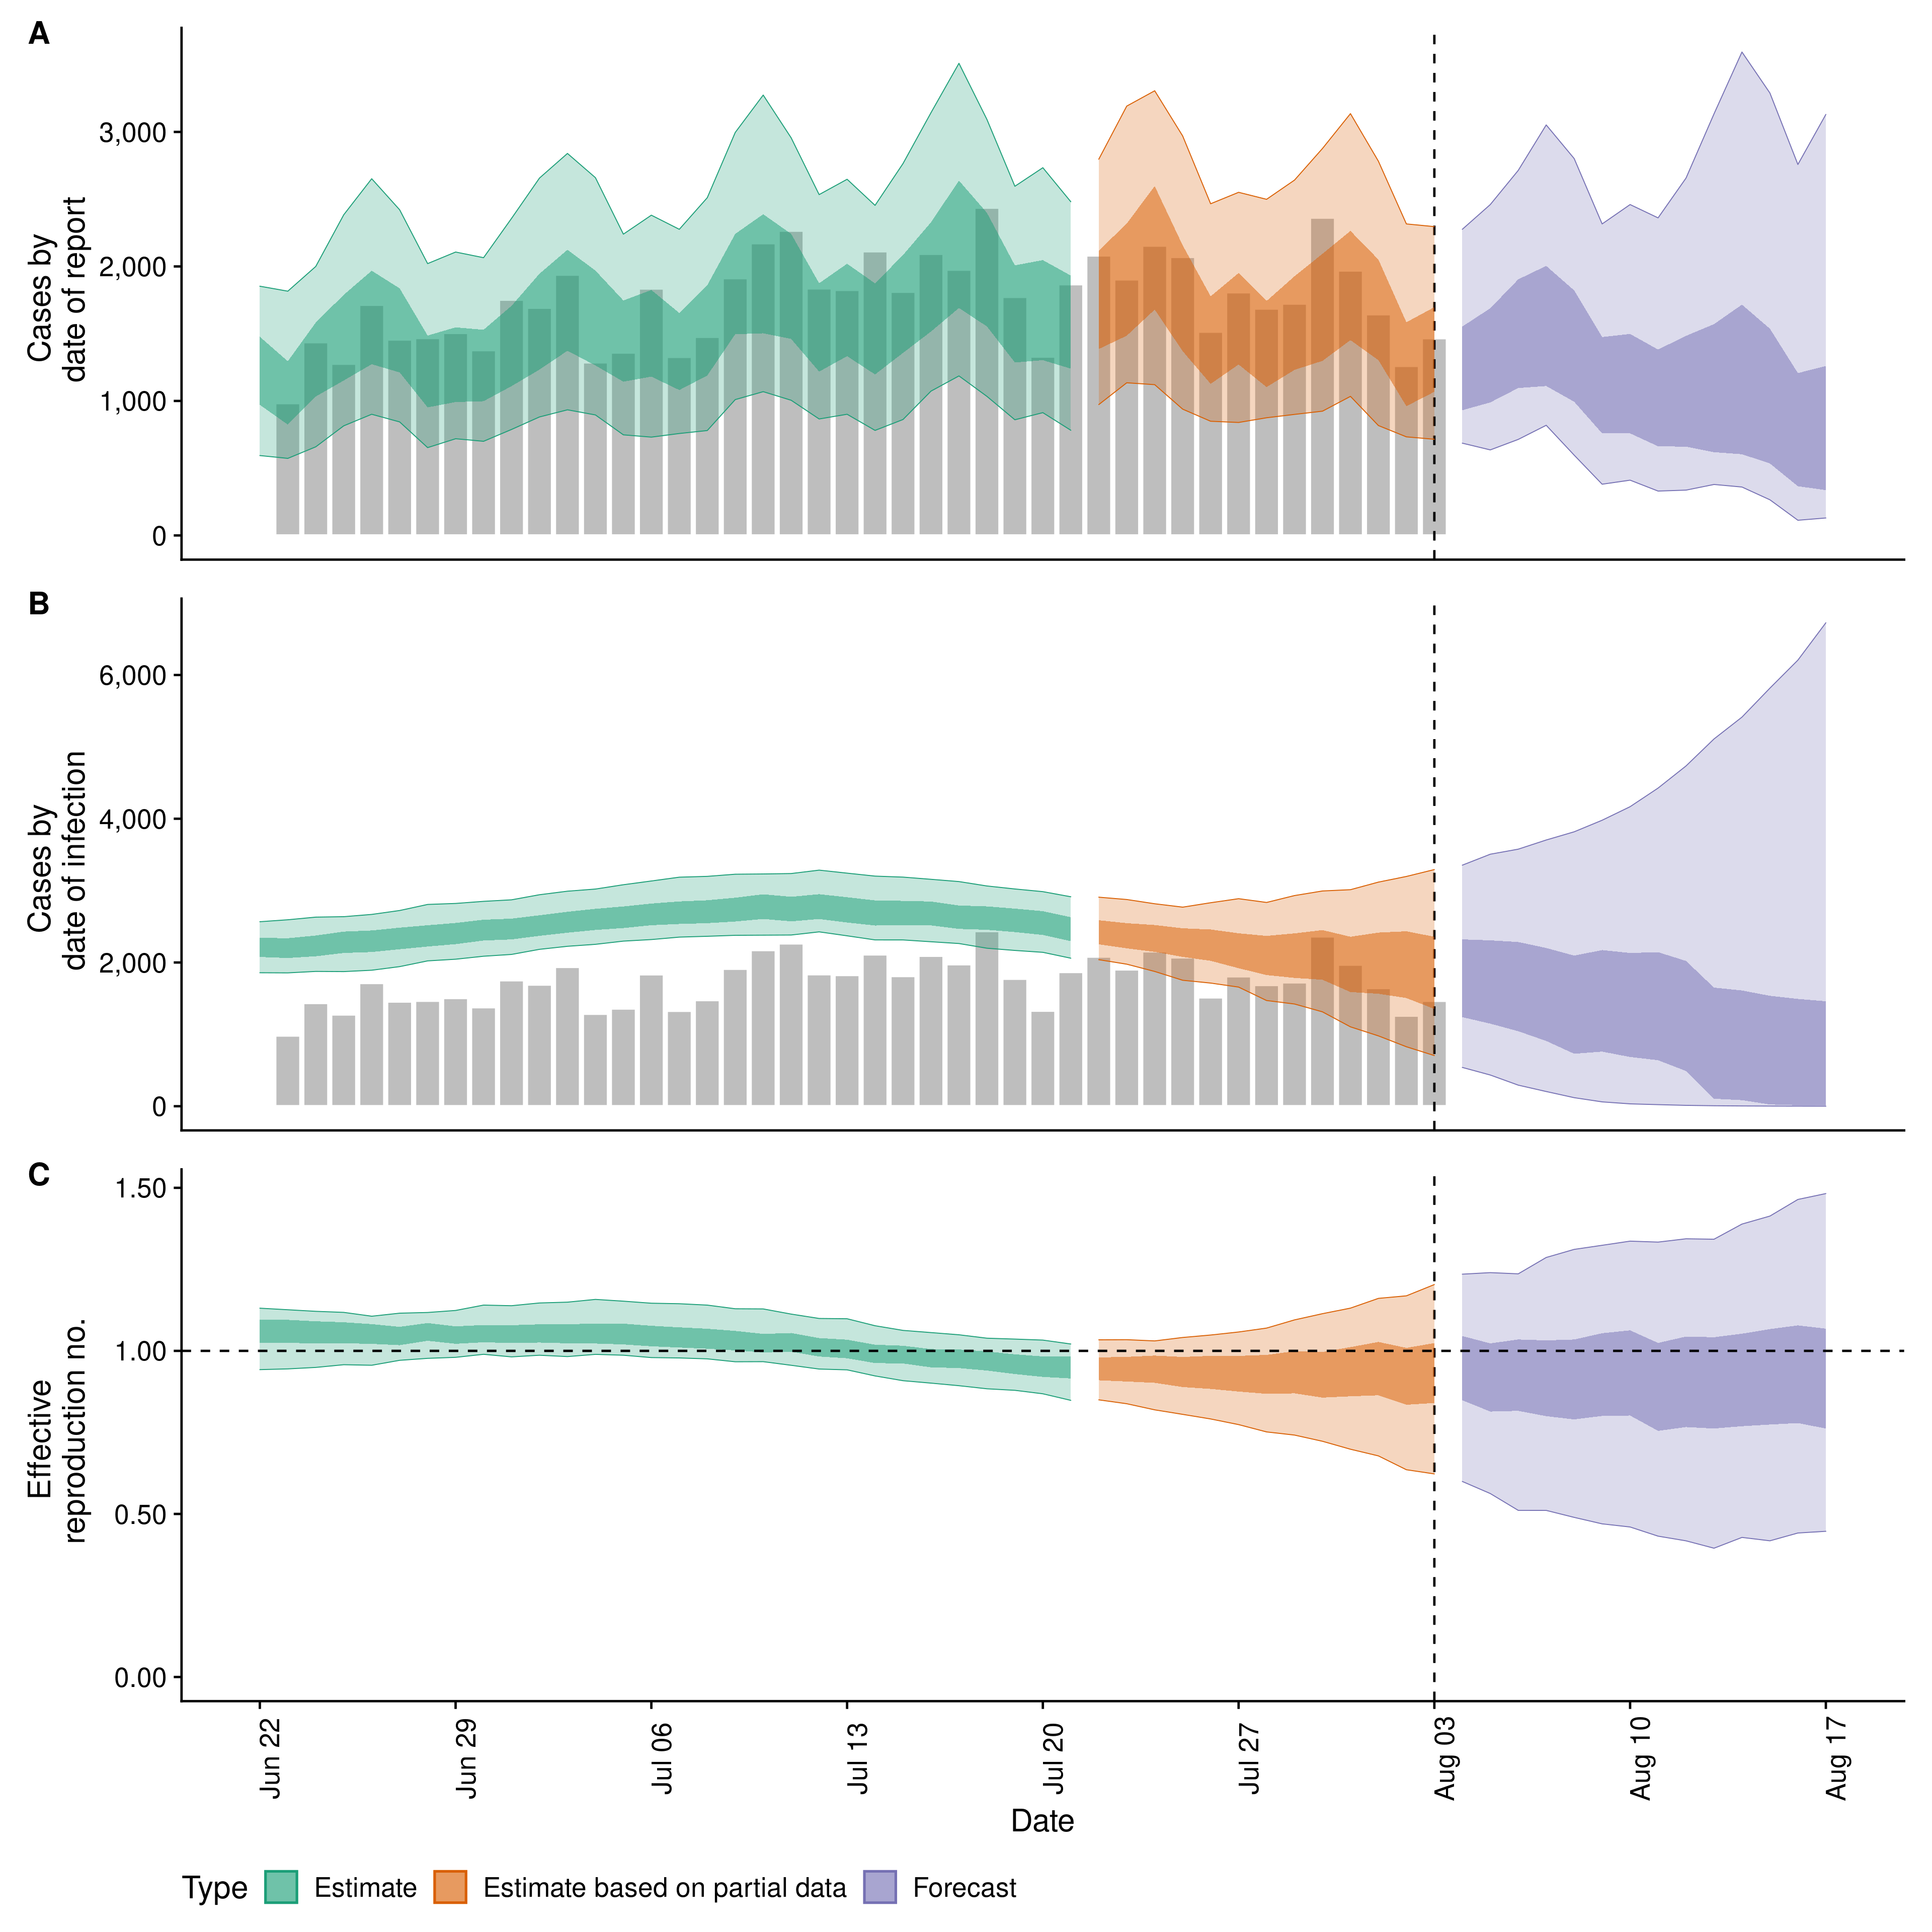 A
Cases by
date of report
3,000
2,000
1,000
0
B
Cases by
date of infection
6,000
4,000
2,000
0
C
Effective
reproduction no.
1.50
1.00
0.50
0.00
Jun 22
Jun 29
Jul 06
Jul 13
Jul 20
Jul 27
Aug 03
Aug 10
Aug 17
Date
Type Estimate Estimate based on partial data Forecast